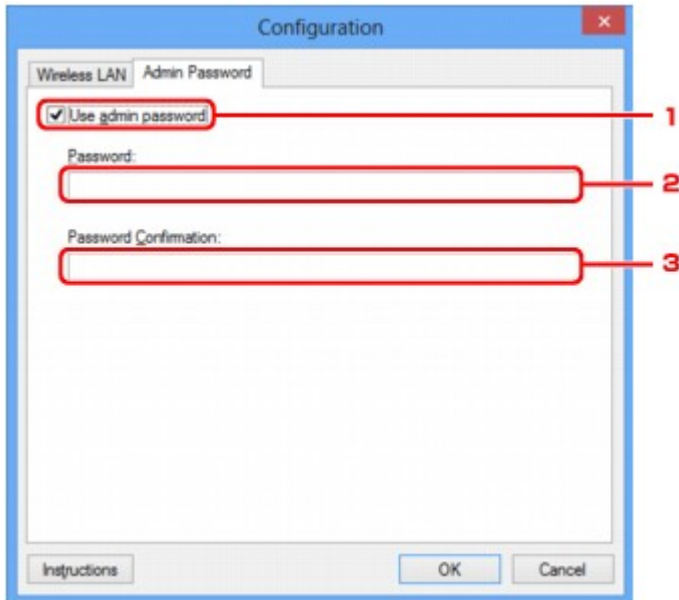 Configuration
Wireless LAN
Admin Password
Use admin password
1
Password:
2
Password Confirmation:
3
Instructions
OK
Cancel